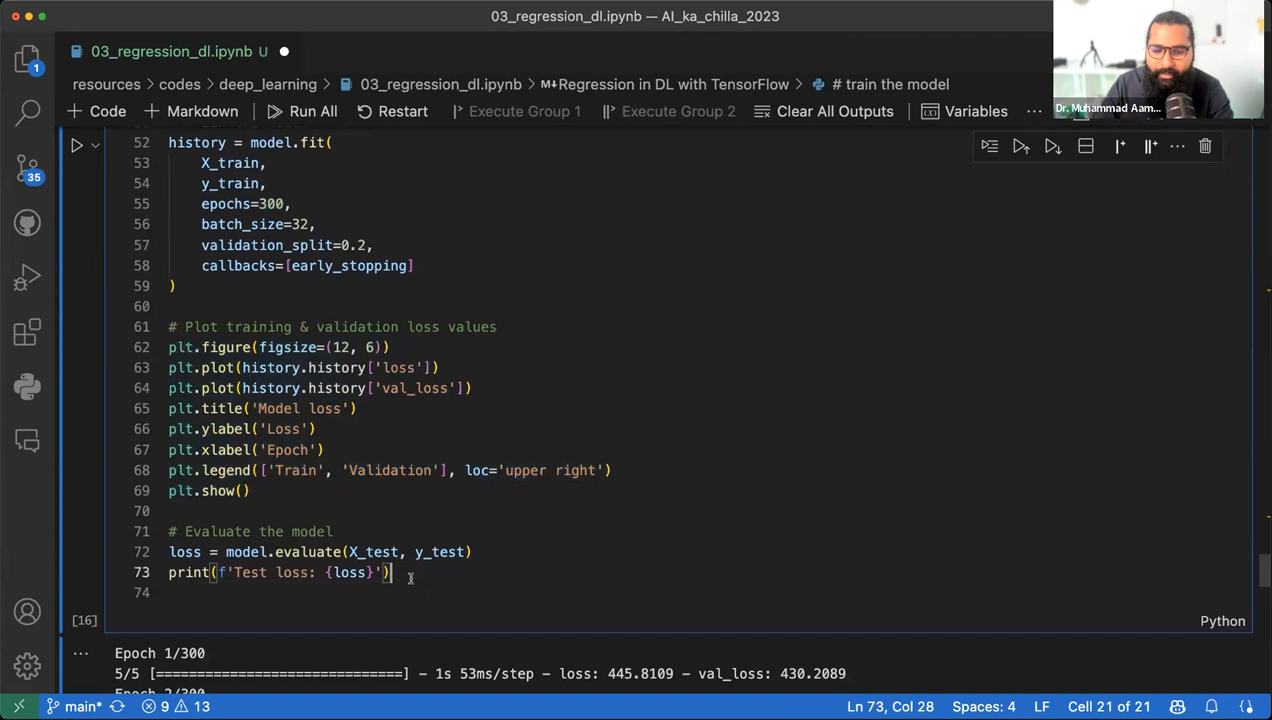 03_regression_dl.ipynb — AI_ka_chilla_2023
03_regression_dl.ipynb U
resources > codes > deep_learning > 03_regression_dl.ipynb > M↓Regression in DL with TensorFlow > # train the model
+ Code + Markdown Run All Restart Execute Group 1 Execute Group 2 Clear All Outputs Variables ...
Dr. Muhammad Aam...
1
35
52 history = model.fit(
53 X_train,
54 y_train,
55 epochs=300,
56 batch_size=32,
57 validation_split=0.2,
58 callbacks=[early_stopping]
59 )
60
61 # Plot training & validation loss values
62 plt.figure(figsize=(12, 6))
63 plt.plot(history.history['loss'])
64 plt.plot(history.history['val_loss'])
65 plt.title('Model loss')
66 plt.ylabel('Loss')
67 plt.xlabel('Epoch')
68 plt.legend(['Train', 'Validation'], loc='upper right')
69 plt.show()
70
71 # Evaluate the model
72 loss = model.evaluate(X_test, y_test)
73 print(f'Test loss: {loss}')
74
[16] Python
... Epoch 1/300
5/5 [==============================] - 1s 53ms/step - loss: 445.8109 - val_loss: 430.2089
Epoch 2/300
main* 9 13 Ln 73, Col 28 Spaces: 4 LF Cell 21 of 21